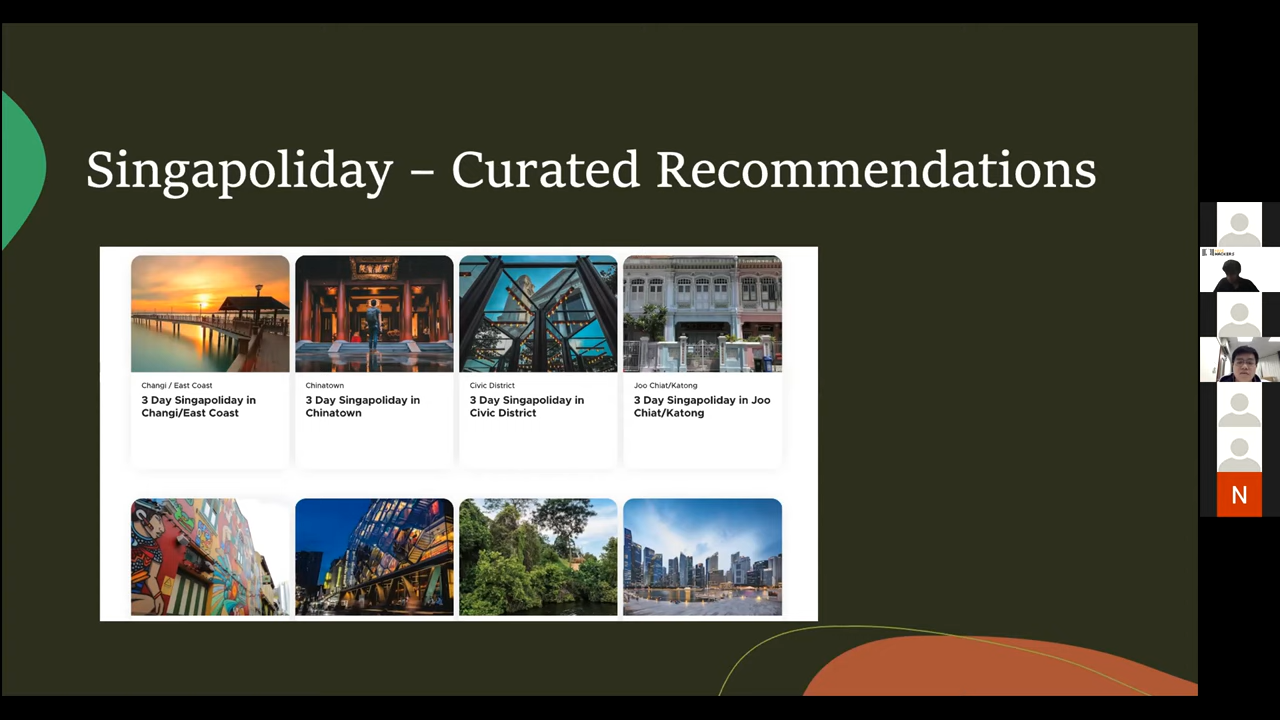 Singapoliday – Curated Recommendations
Changi / East Coast
3 Day Singapoliday in
Changi/East Coast
Chinatown
3 Day Singapoliday in
Chinatown
Civic District
3 Day Singapoliday in
Civic District
Joo Chiat/Katong
3 Day Singapoliday in Joo
Chiat/Katong
HACKERS
N